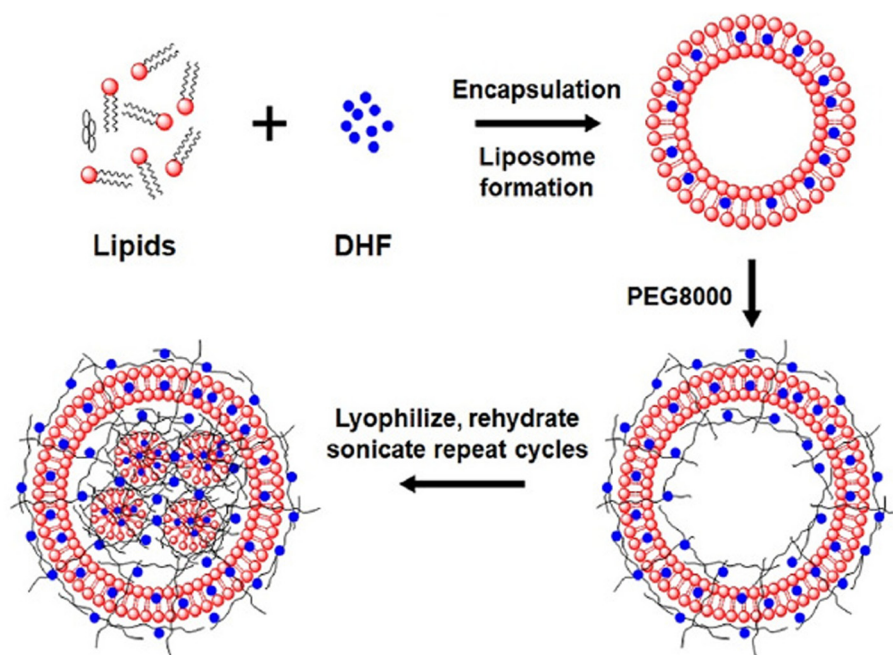 Encapsulation
Liposome
formation
Lipids
+
DHF
PEG8000
Lyophilize, rehydrate
sonicate repeat cycles